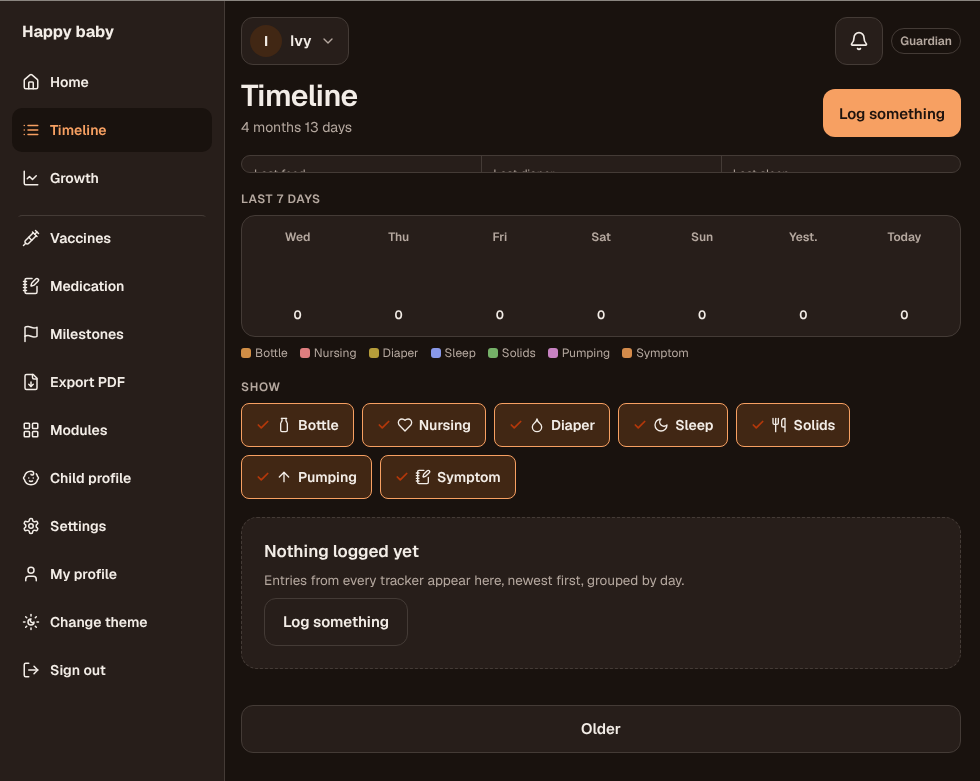 Happy baby
Home
Timeline
Growth
Vaccines
Medication
Milestones
Export PDF
Modules
Child profile
Settings
My profile
Change theme
Sign out
I Ivy
Guardian
Timeline
4 months 13 days
Log something
LAST 7 DAYS
Wed Thu Fri Sat Sun Yest. Today
0 0 0 0 0 0 0
Bottle Nursing Diaper Sleep Solids Pumping Symptom
SHOW
Bottle Nursing Diaper Sleep Solids
Pumping Symptom
Nothing logged yet
Entries from every tracker appear here, newest first, grouped by day.
Log something
Older